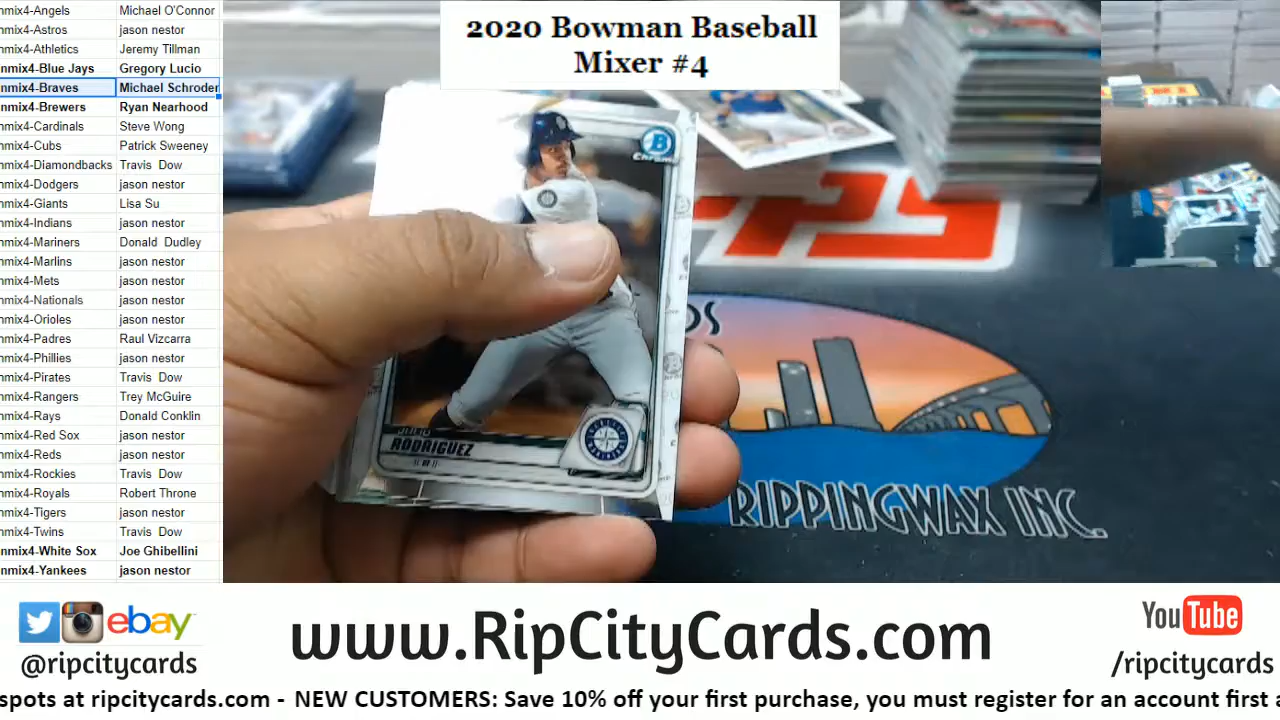 2020 Bowman Baseball
Mixer #4
nmix4-Angels Michael O'Connor
nmix4-Astros jason nestor
nmix4-Athletics Jeremy Tillman
nmix4-Blue Jays Gregory Lucio
nmix4-Braves Michael Schroder
nmix4-Brewers Ryan Nearhood
nmix4-Cardinals Steve Wong
nmix4-Cubs Patrick Sweeney
nmix4-Diamondbacks Travis Dow
nmix4-Dodgers jason nestor
nmix4-Giants Lisa Su
nmix4-Indians jason nestor
nmix4-Mariners Donald Dudley
nmix4-Marlins jason nestor
nmix4-Mets jason nestor
nmix4-Nationals jason nestor
nmix4-Orioles jason nestor
nmix4-Padres Raul Vizcarra
nmix4-Phillies jason nestor
nmix4-Pirates Travis Dow
nmix4-Rangers Trey McGuire
nmix4-Rays Donald Conklin
nmix4-Red Sox jason nestor
nmix4-Reds jason nestor
nmix4-Rockies Travis Dow
nmix4-Royals Robert Throne
nmix4-Tigers jason nestor
nmix4-Twins Travis Dow
nmix4-White Sox Joe Ghibellini
nmix4-Yankees jason nestor
B
Chrome
RODRIGUEZ
RIPPINGWAX INC.
ebay
@ripcitycards
www.RipCityCards.com
YouTube
/ripcitycards
spots at ripcitycards.com - NEW CUSTOMERS: Save 10% off your first purchase, you must register for an account first a